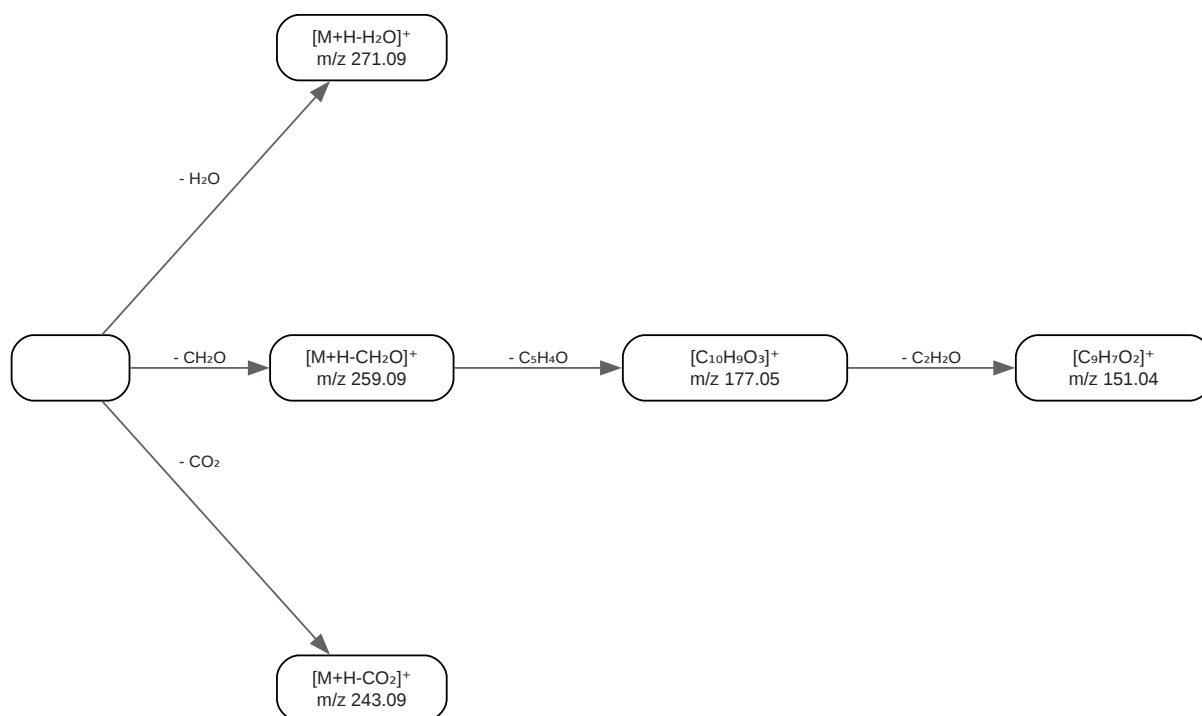 [M+H-H₂O]⁺
m/z 271.09
- H₂O
- CH₂O
[M+H-CH₂O]⁺
m/z 259.09
- C₅H₄O
[C₁₀H₉O₃]⁺
m/z 177.05
- C₂H₂O
[C₉H₇O₂]⁺
m/z 151.04
- CO₂
[M+H-CO₂]⁺
m/z 243.09